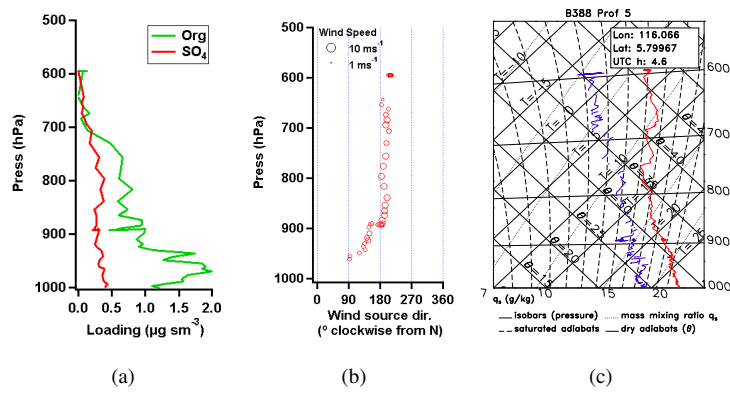 500
600
700
800
900
1000
Press (hPa)
Org
SO4
0.0 0.5 1.0 1.5 2.0
Loading (µg sm-3)
(a)
500
600
700
800
900
1000
Press (hPa)
Wind Speed
10 ms-1
1 ms-1
0 90 180 270 360
Wind source dir.
(º clockwise from N)
(b)
B388 Prof 5
Lon: 116.066
Lat: 5.79967
UTC h: 4.6
600
700
800
900
1000
7 10 15 20
qs (g/kg)
isobars (pressure)
mass mixing ratio qs
saturated adiabats
dry adiabats (θ)
(c)